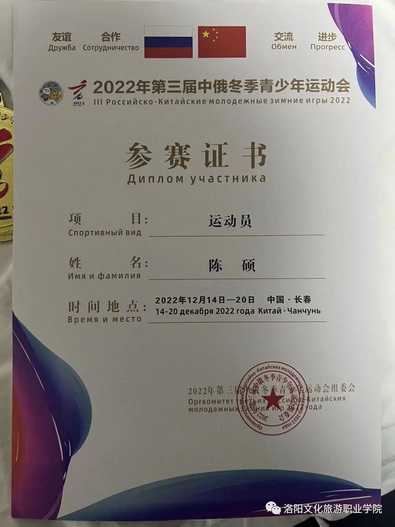 友谊 合作 交流 进步
Дружба Сотрудничество Обмен Прогресс
2022年第三届中俄冬季青少年运动会
III Российско-Китайские молодежные зимние игры 2022
参赛证书
Диплом участника
项 目： 运动员
Спортивный вид
姓 名： 陈 硕
Имя и фамилия
时间地点： 2022年12月14日—20日 中国·长春
Время и место 14-20 декабря 2022 года Китай·Чанчунь
2022年第三届中俄冬季青少年运动会组委会
Оргкомитет третьих Российско-Китайских
молодежных зимних игр 2022 года
洛阳文化旅游职业学院